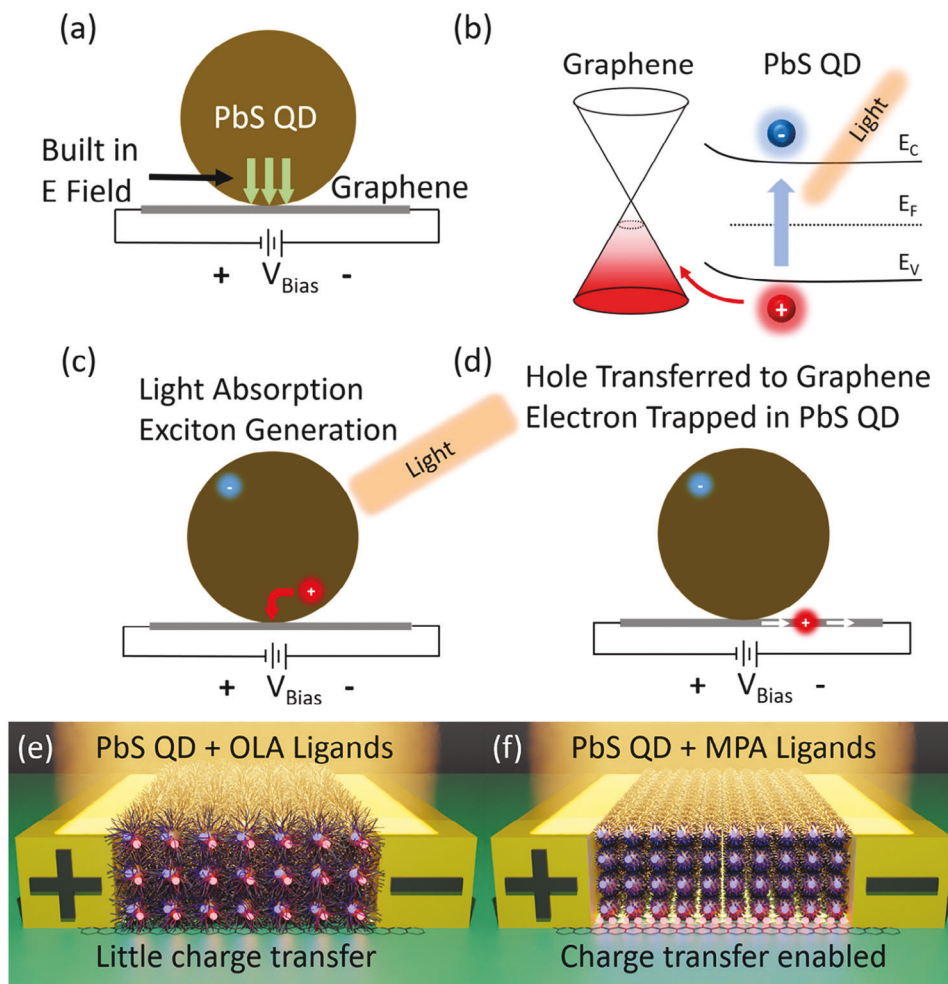 (a)
PbS QD
Built in
E Field
Graphene
+ V_Bias -
(b)
Graphene
PbS QD
-
Light
E_C
E_F
E_V
+
(c)
Light Absorption
Exciton Generation
Light
-
+
+ V_Bias -
(d)
Hole Transferred to Graphene
Electron Trapped in PbS QD
-
+
+ V_Bias -
(e)
PbS QD + OLA Ligands
+ -
Little charge transfer
(f)
PbS QD + MPA Ligands
+ -
Charge transfer enabled